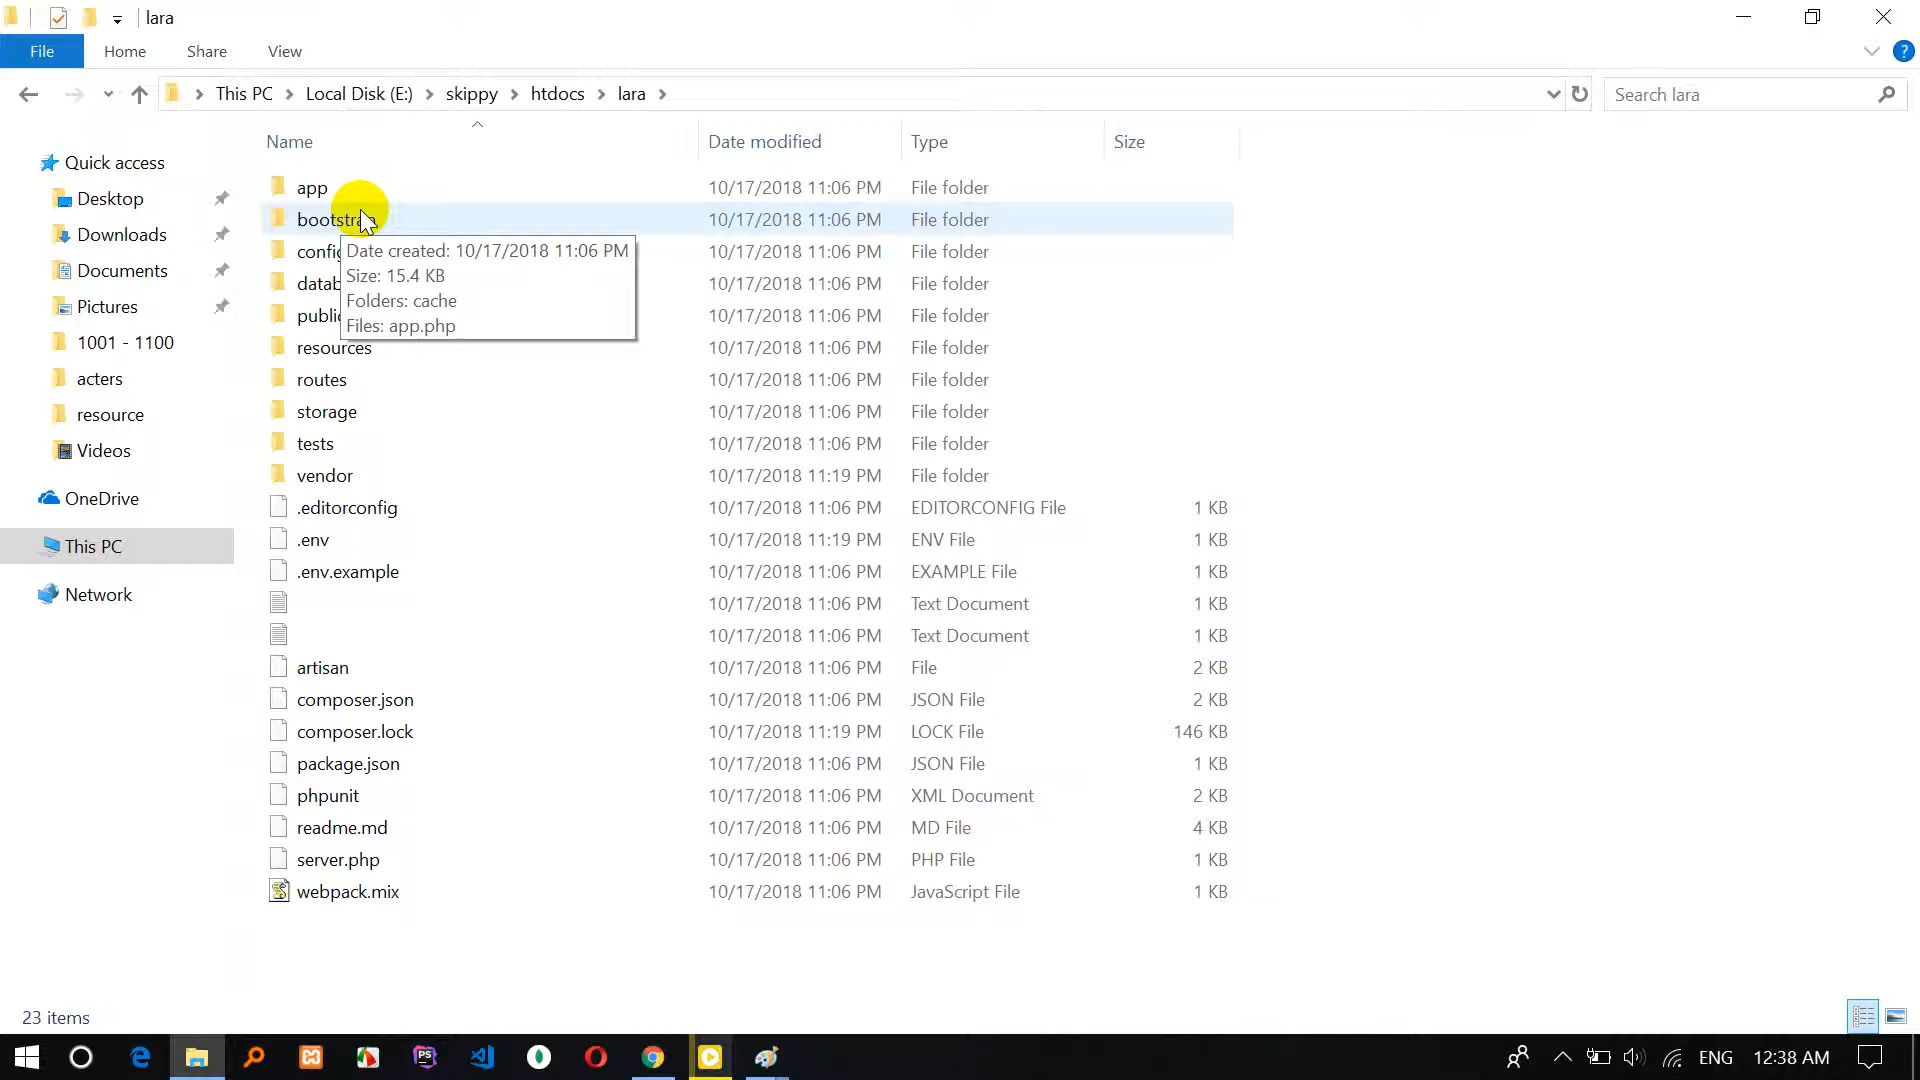 lara
File Home Share View
This PC Local Disk (E:) skippy htdocs lara
Search lara
Name Date modified Type Size
Quick access
Desktop
Downloads
Documents
Pictures
1001 - 1100
acters
resource
Videos
OneDrive
This PC
Network
app 10/17/2018 11:06 PM File folder
bootstrap 10/17/2018 11:06 PM File folder
config 10/17/2018 11:06 PM File folder
Date created: 10/17/2018 11:06 PM
Size: 15.4 KB
Folders: cache
Files: app.php
datab 10/17/2018 11:06 PM File folder
public 10/17/2018 11:06 PM File folder
resources 10/17/2018 11:06 PM File folder
routes 10/17/2018 11:06 PM File folder
storage 10/17/2018 11:06 PM File folder
tests 10/17/2018 11:06 PM File folder
vendor 10/17/2018 11:19 PM File folder
.editorconfig 10/17/2018 11:06 PM EDITORCONFIG File 1 KB
.env 10/17/2018 11:19 PM ENV File 1 KB
.env.example 10/17/2018 11:06 PM EXAMPLE File 1 KB
10/17/2018 11:06 PM Text Document 1 KB
10/17/2018 11:06 PM Text Document 1 KB
artisan 10/17/2018 11:06 PM File 2 KB
composer.json 10/17/2018 11:06 PM JSON File 2 KB
composer.lock 10/17/2018 11:19 PM LOCK File 146 KB
package.json 10/17/2018 11:06 PM JSON File 1 KB
phpunit 10/17/2018 11:06 PM XML Document 2 KB
readme.md 10/17/2018 11:06 PM MD File 4 KB
server.php 10/17/2018 11:06 PM PHP File 1 KB
webpack.mix 10/17/2018 11:06 PM JavaScript File 1 KB
23 items
PS
ENG 12:38 AM